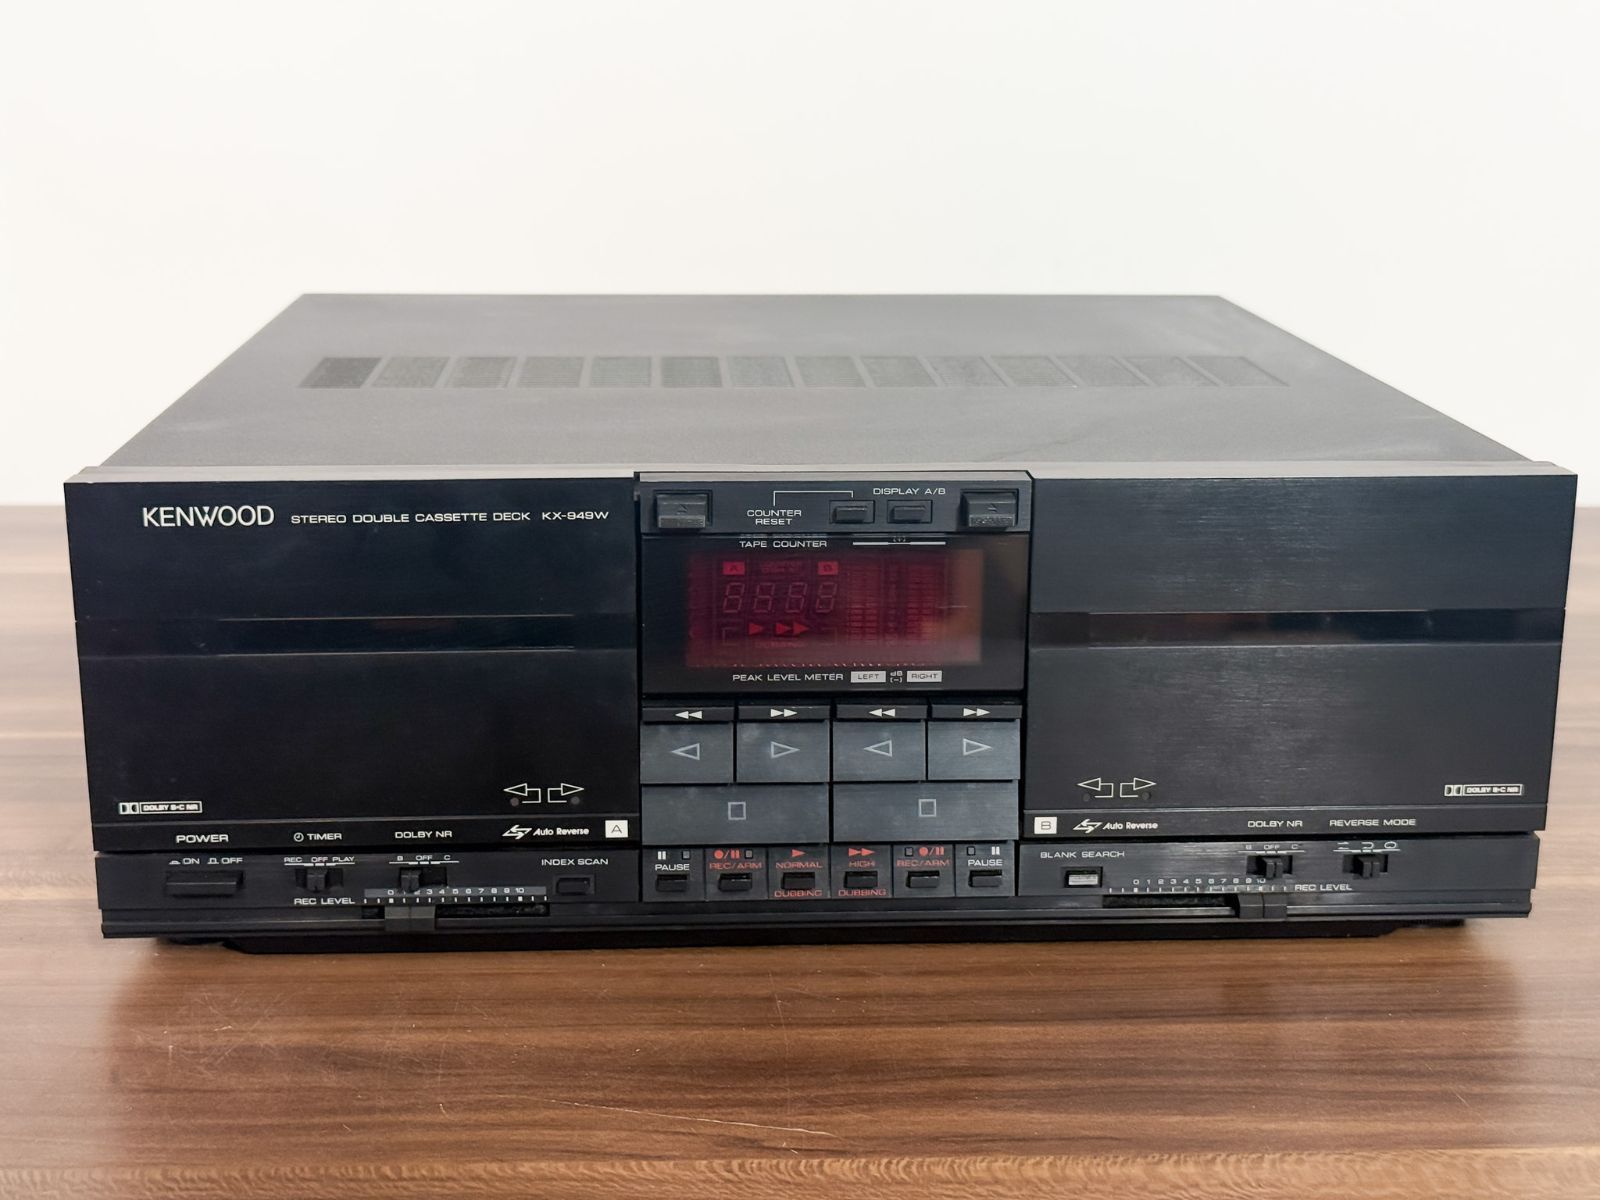 KENWOOD STEREO DOUBLE CASSETTE DECK KX-949W
DISPLAY A/B
COUNTER
RESET
TAPE COUNTER
A B
PEAK LEVEL METER LEFT dB (-) RIGHT
DOLBY B-C NR
DOLBY B-C NR
Auto Reverse A
B Auto Reverse
POWER
ON OFF
TIMER
REC OFF PLAY
DOLBY NR
B OFF C
INDEX SCAN
REC LEVEL
0 1 2 3 4 5 6 7 8 9 10
PAUSE
REC/ARM
NORMAL
DUBBING
HIGH
DUBBING
REC/ARM
PAUSE
BLANK SEARCH
DOLBY NR
B OFF C
REVERSE MODE
0 1 2 3 4 5 6 7 8 9 10
REC LEVEL